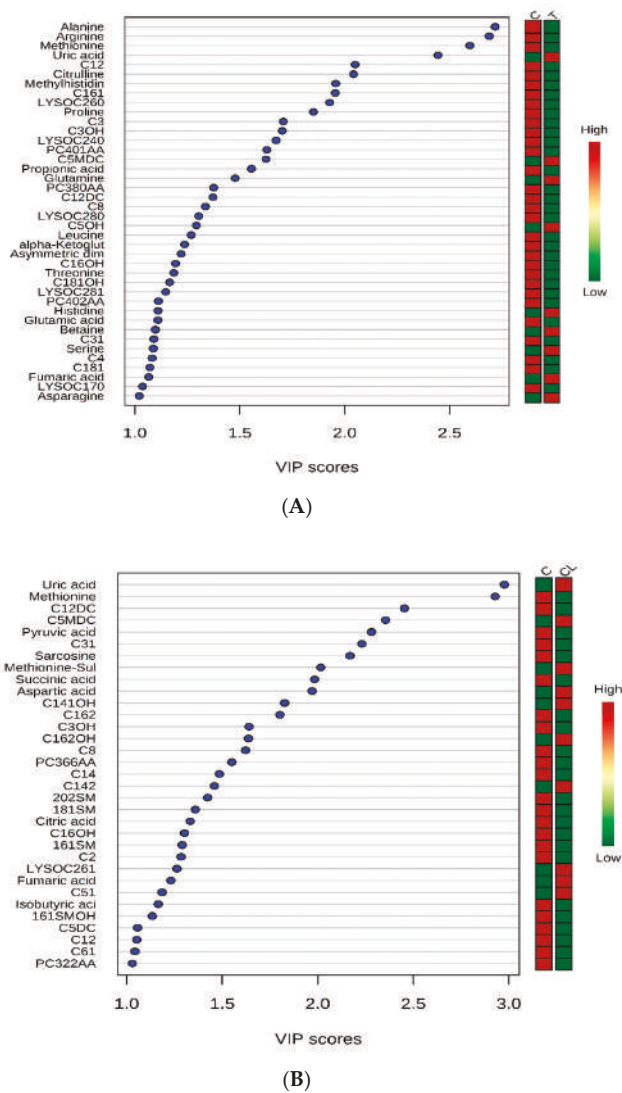 C T
Alanine
Arginine
Methionine
Uric acid
C12
Citrulline
Methylhistidin
C161
LYSOC260
Proline
C3
C3OH
LYSOC240
PC401AA
C5MDC
Propionic acid
Glutamine
PC380AA
C12DC
C8
LYSOC280
C5OH
Leucine
alpha-Ketoglut
Asymmetric dim
C16OH
Threonine
C181OH
LYSOC281
PC402AA
Histidine
Glutamic acid
Betaine
C31
Serine
C4
C181
Fumaric acid
LYSOC170
Asparagine
High
Low
1.0 1.5 2.0 2.5
VIP scores
(A)
C CL
Uric acid
Methionine
C12DC
C5MDC
Pyruvic acid
C31
Sarcosine
Methionine-Sul
Succinic acid
Aspartic acid
C141OH
C162
C3OH
C162OH
C8
PC366AA
C14
C142
202SM
181SM
Citric acid
C16OH
161SM
C2
LYSOC261
Fumaric acid
C51
Isobutyric aci
161SMOH
C5DC
C12
C61
PC322AA
High
Low
1.0 1.5 2.0 2.5 3.0
VIP scores
(B)